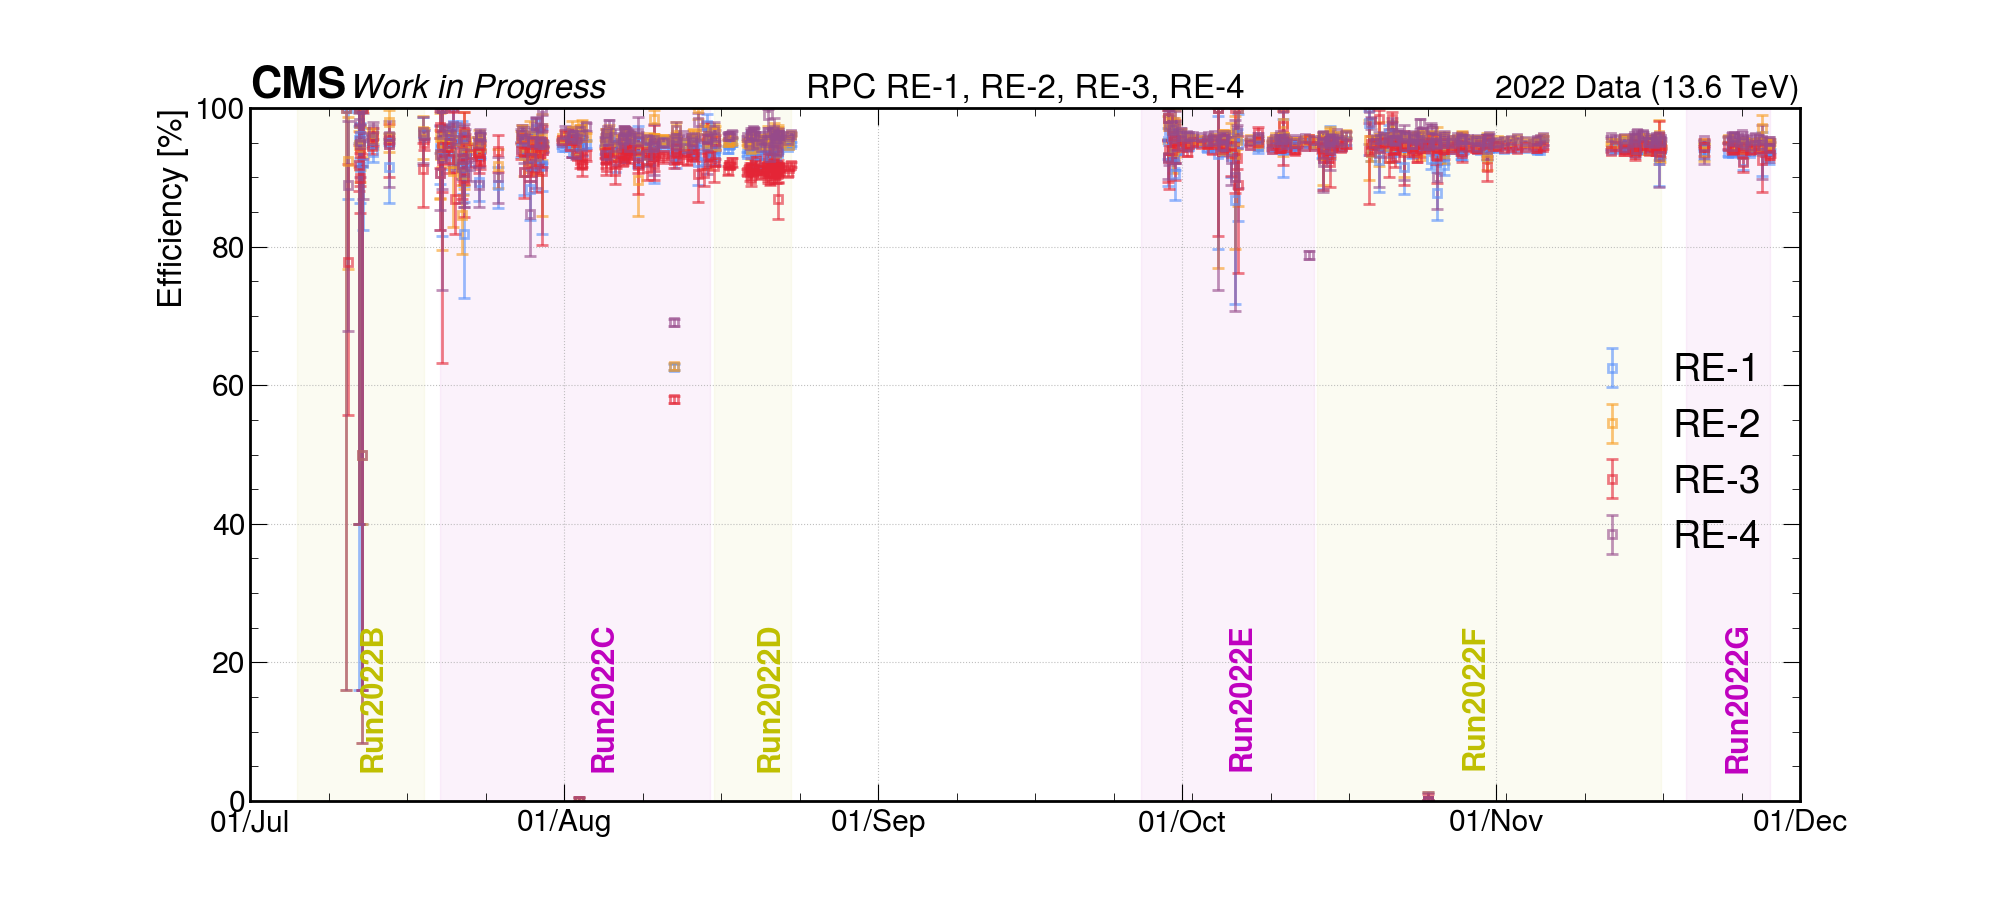 CMS Work in Progress RPC RE-1, RE-2, RE-3, RE-4 2022 Data (13.6 TeV)
Efficiency [%]
100
80
60
40
20
0
RE-1
RE-2
RE-3
RE-4
Run2022B
Run2022C
Run2022D
Run2022E
Run2022F
Run2022G
01/Jul 01/Aug 01/Sep 01/Oct 01/Nov 01/Dec